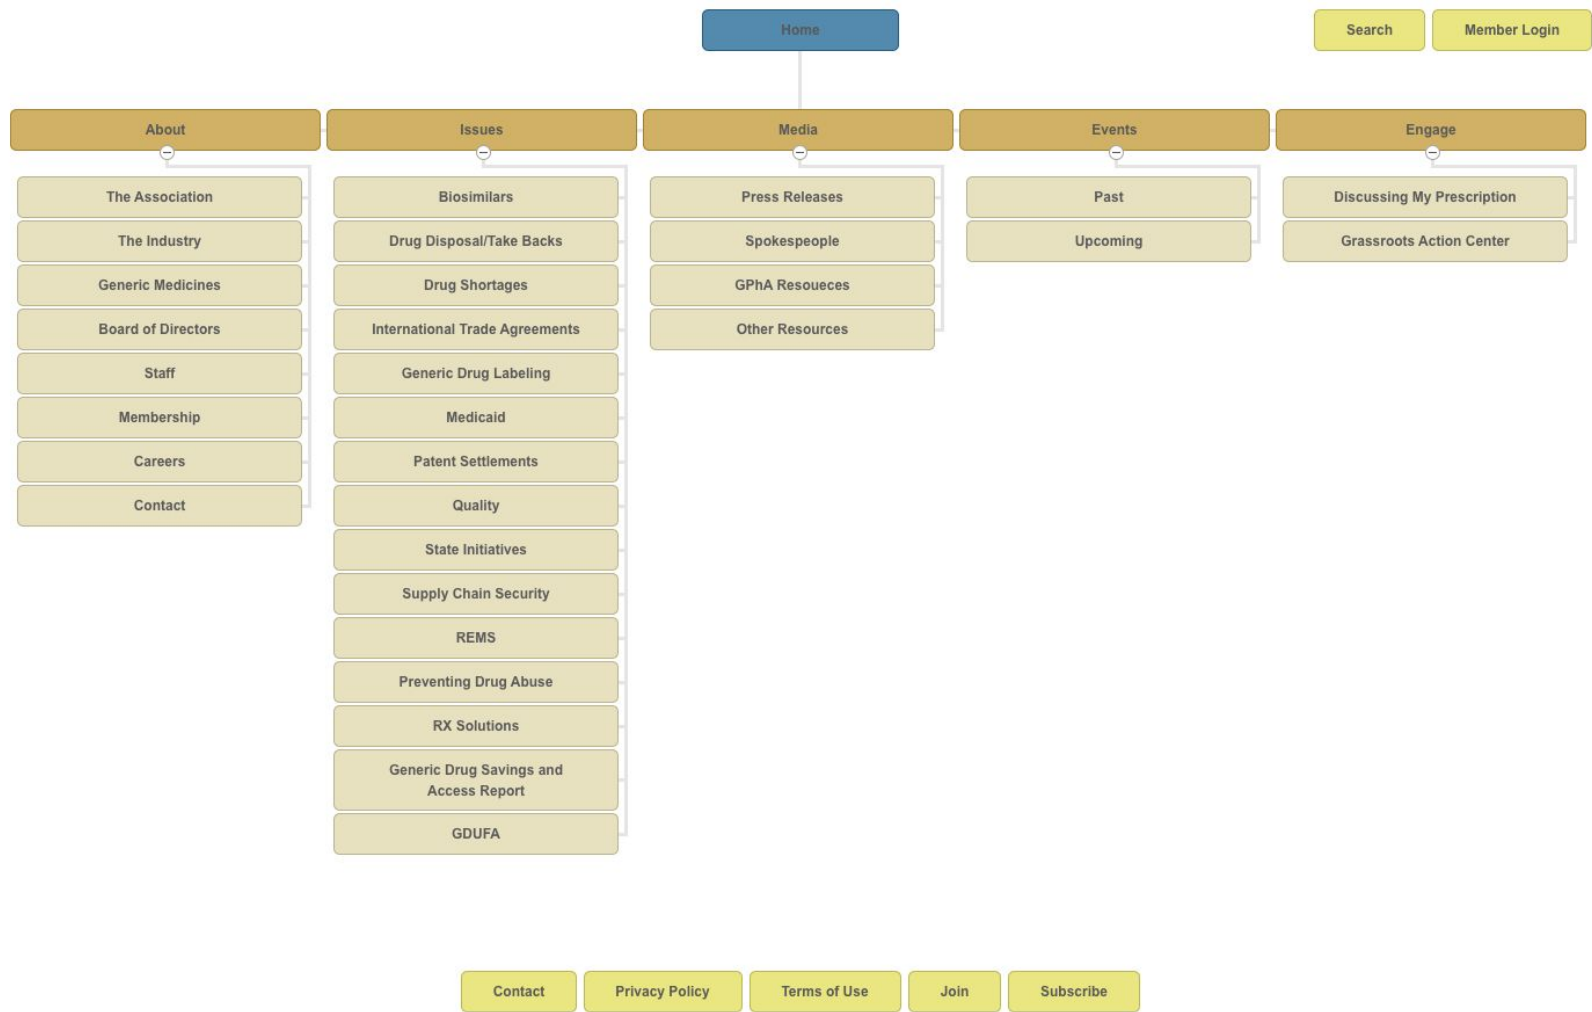 Home
Search
Member Login
About
Issues
Media
Events
Engage
The Association
The Industry
Generic Medicines
Board of Directors
Staff
Membership
Careers
Contact
Biosimilars
Drug Disposal/Take Backs
Drug Shortages
International Trade Agreements
Generic Drug Labeling
Medicaid
Patent Settlements
Quality
State Initiatives
Supply Chain Security
REMS
Preventing Drug Abuse
RX Solutions
Generic Drug Savings and
Access Report
GDUFA
Press Releases
Spokespeople
GPhA Resoueces
Other Resources
Past
Upcoming
Discussing My Prescription
Grassroots Action Center
Contact
Privacy Policy
Terms of Use
Join
Subscribe